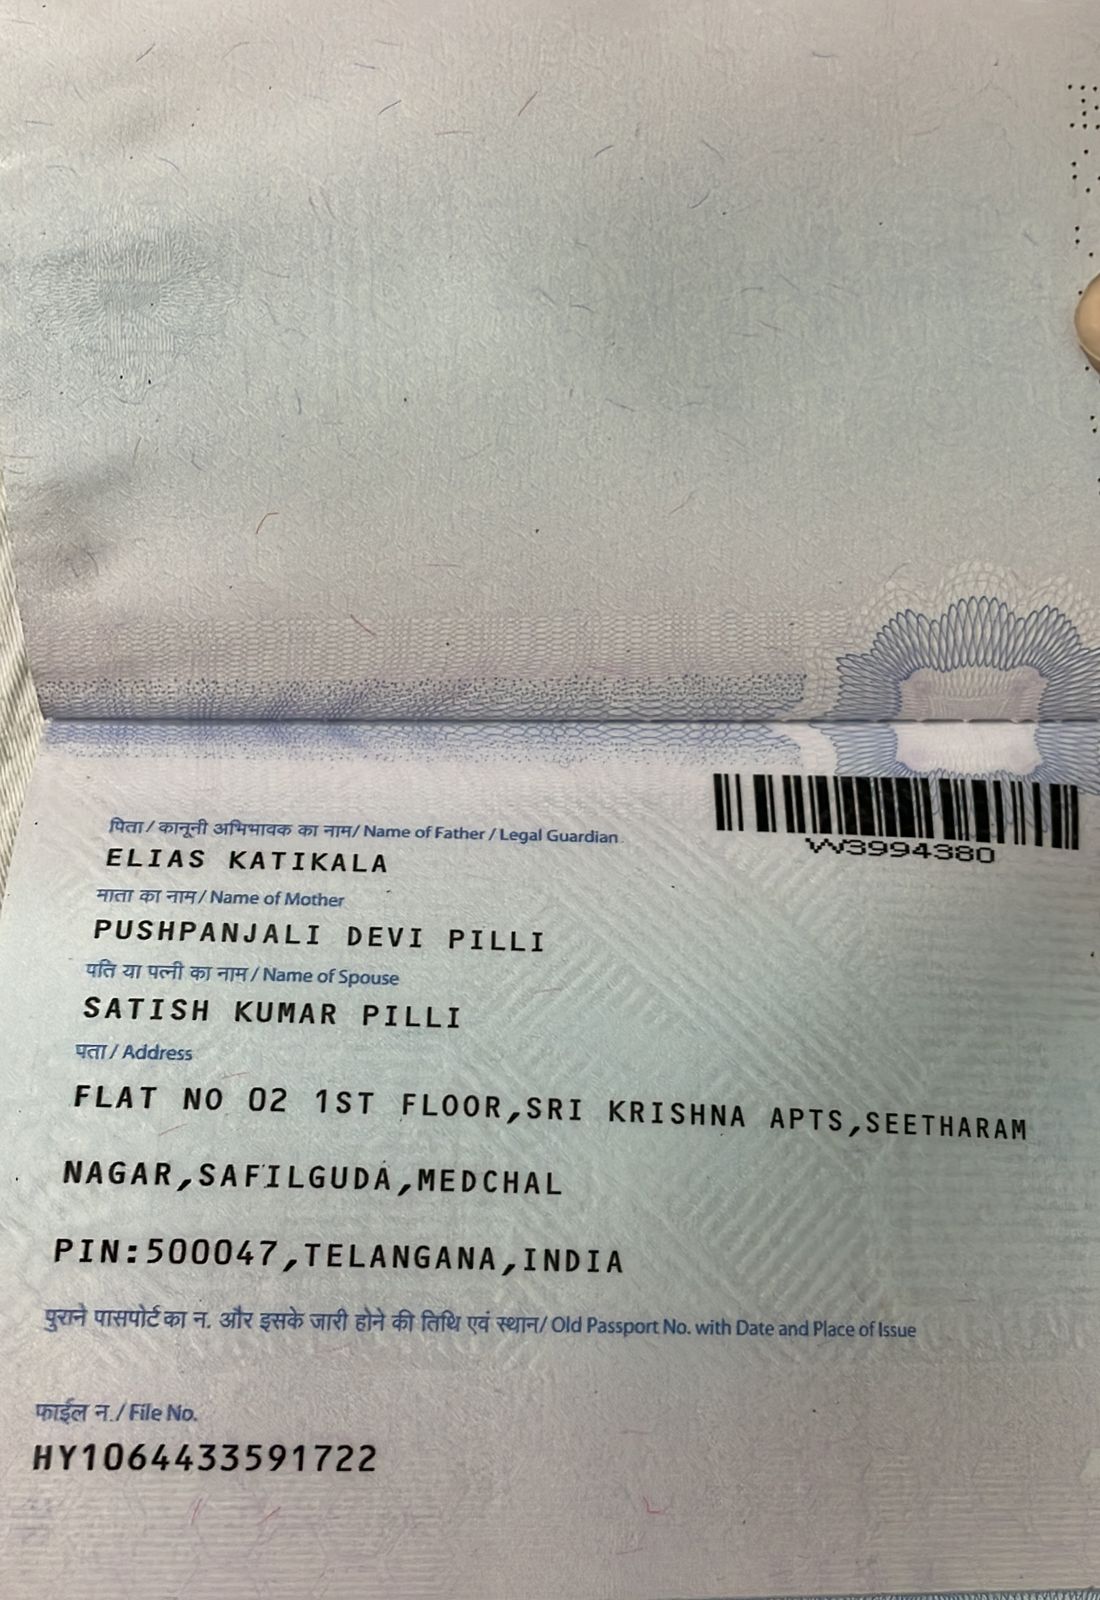 पिता / कानूनी अभिभावक का नाम/ Name of Father / Legal Guardian
VV3994380
ELIAS KATIKALA
माता का नाम / Name of Mother
PUSHPANJALI DEVI PILLI
पति या पत्नी का नाम / Name of Spouse
SATISH KUMAR PILLI
पता / Address
FLAT NO 02 1ST FLOOR,SRI KRISHNA APTS,SEETHARAM
NAGAR,SAFILGUDA,MEDCHAL
PIN:500047,TELANGANA,INDIA
पुराने पासपोर्ट का न. और इसके जारी होने की तिथि एवं स्थान/ Old Passport No. with Date and Place of Issue
फाईल न./ File No.
HY1064433591722